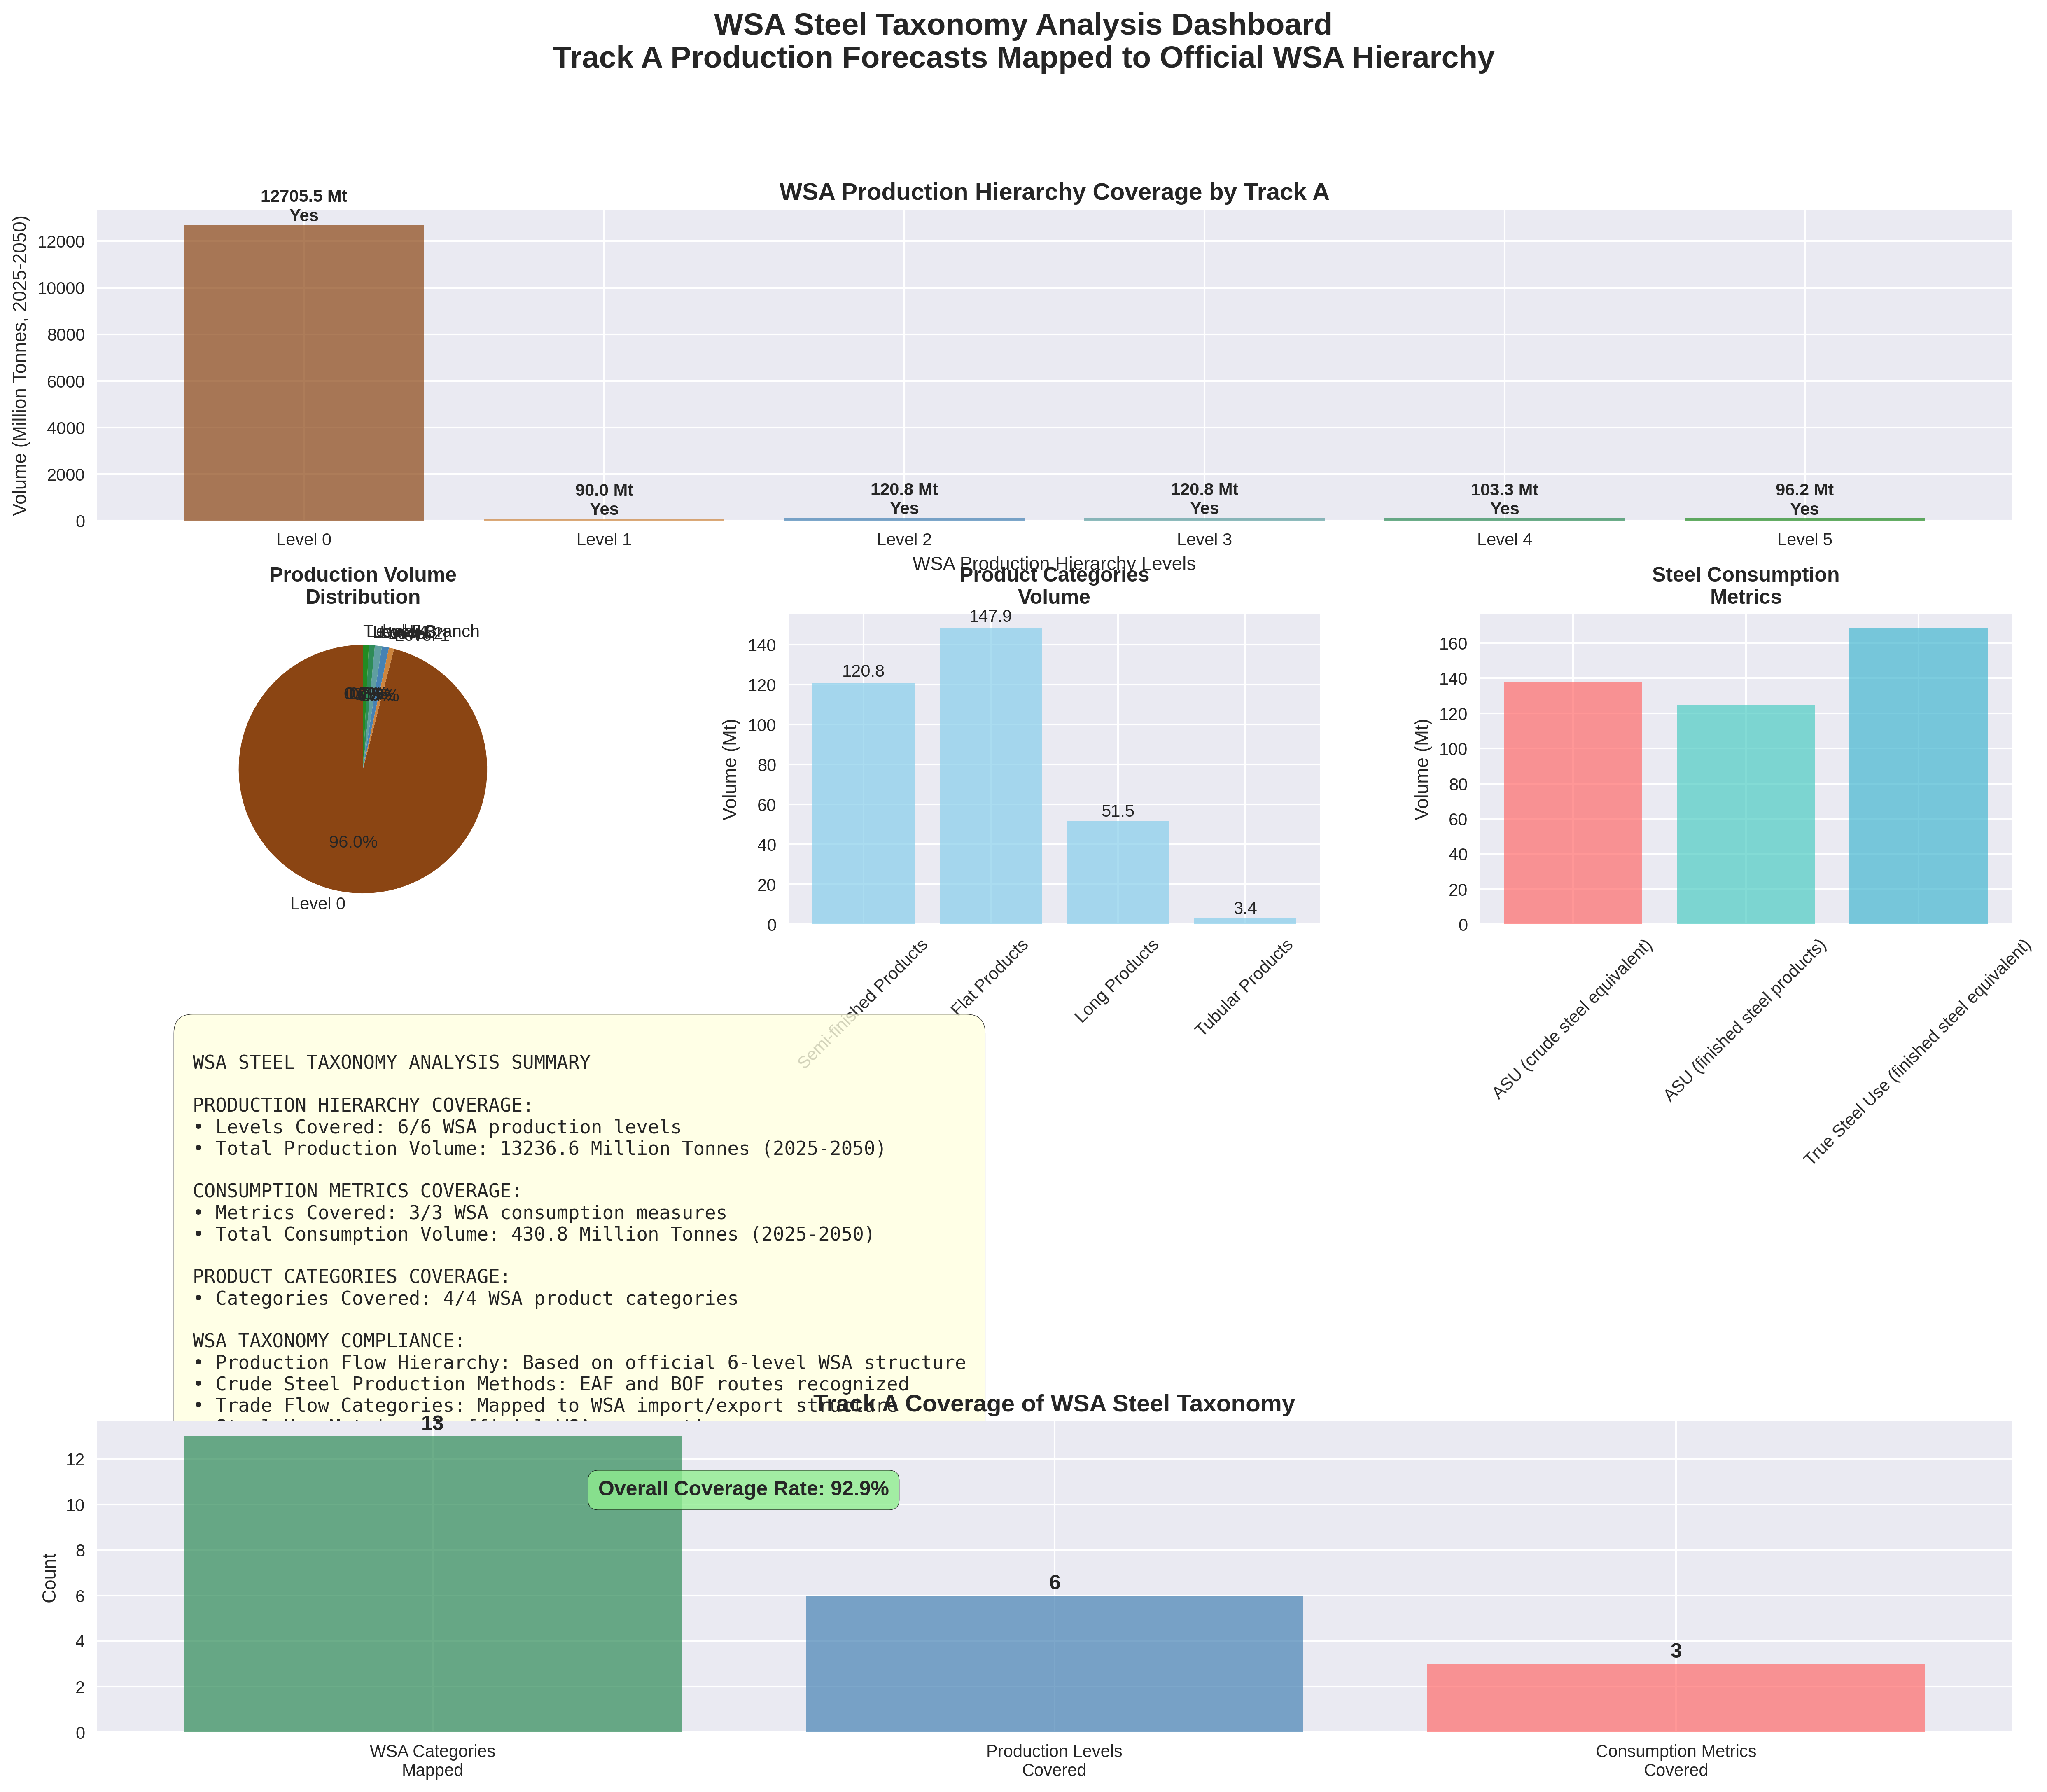 WSA Steel Taxonomy Analysis Dashboard
Track A Production Forecasts Mapped to Official WSA Hierarchy
WSA Production Hierarchy Coverage by Track A
Volume (Million Tonnes, 2025-2050)
12000
10000
8000
6000
4000
2000
0
12705.5 Mt
Yes
90.0 Mt
Yes
120.8 Mt
Yes
120.8 Mt
Yes
103.3 Mt
Yes
96.2 Mt
Yes
Level 0
Level 1
Level 2
Level 3
Level 4
Level 5
WSA Production Hierarchy Levels
Production Volume
Distribution
96.0%
Level 0
Product Categories
Volume
Volume (Mt)
140
120
100
80
60
40
20
0
120.8
147.9
51.5
3.4
Semi-finished Products
Flat Products
Long Products
Tubular Products
Steel Consumption
Metrics
Volume (Mt)
160
140
120
100
80
60
40
20
0
ASU (crude steel equivalent)
ASU (finished steel products)
True Steel Use (finished steel equivalent)
WSA STEEL TAXONOMY ANALYSIS SUMMARY
PRODUCTION HIERARCHY COVERAGE:
• Levels Covered: 6/6 WSA production levels
• Total Production Volume: 13236.6 Million Tonnes (2025-2050)
CONSUMPTION METRICS COVERAGE:
• Metrics Covered: 3/3 WSA consumption measures
• Total Consumption Volume: 430.8 Million Tonnes (2025-2050)
PRODUCT CATEGORIES COVERAGE:
• Categories Covered: 4/4 WSA product categories
WSA TAXONOMY COMPLIANCE:
• Production Flow Hierarchy: Based on official 6-level WSA structure
• Crude Steel Production Methods: EAF and BOF routes recognized
• Trade Flow Categories: Mapped to WSA import/export structure
Track A Coverage of WSA Steel Taxonomy
Count
12
10
8
6
4
2
0
13
Overall Coverage Rate: 92.9%
6
3
WSA Categories
Mapped
Production Levels
Covered
Consumption Metrics
Covered